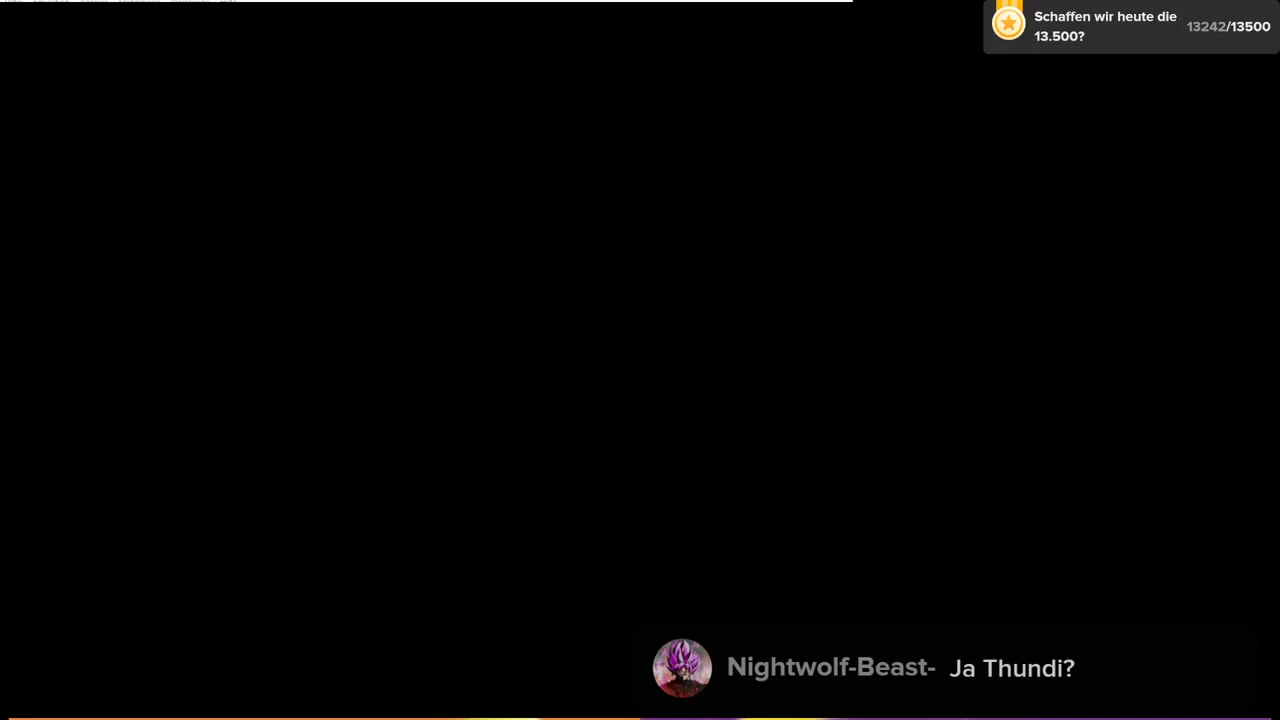 Schaffen wir heute die
13.500?
13242/13500
Nightwolf-Beast- Ja Thundi?